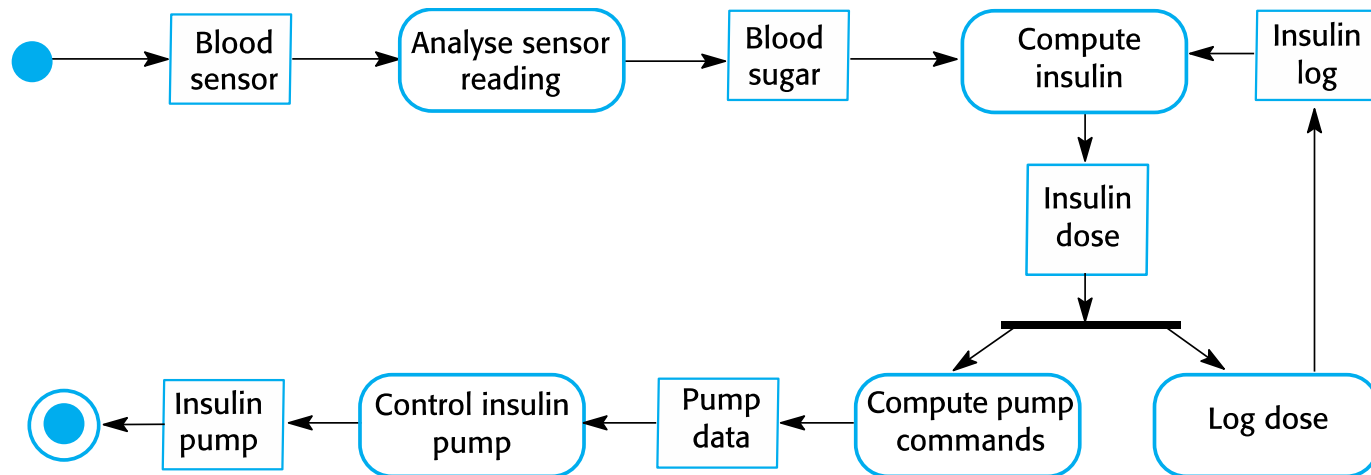 Blood
sensor
Analyse sensor
reading
Blood
sugar
Compute
insulin
Insulin
log
Insulin
dose
Insulin
pump
Control insulin
pump
Pump
data
Compute pump
commands
Log dose